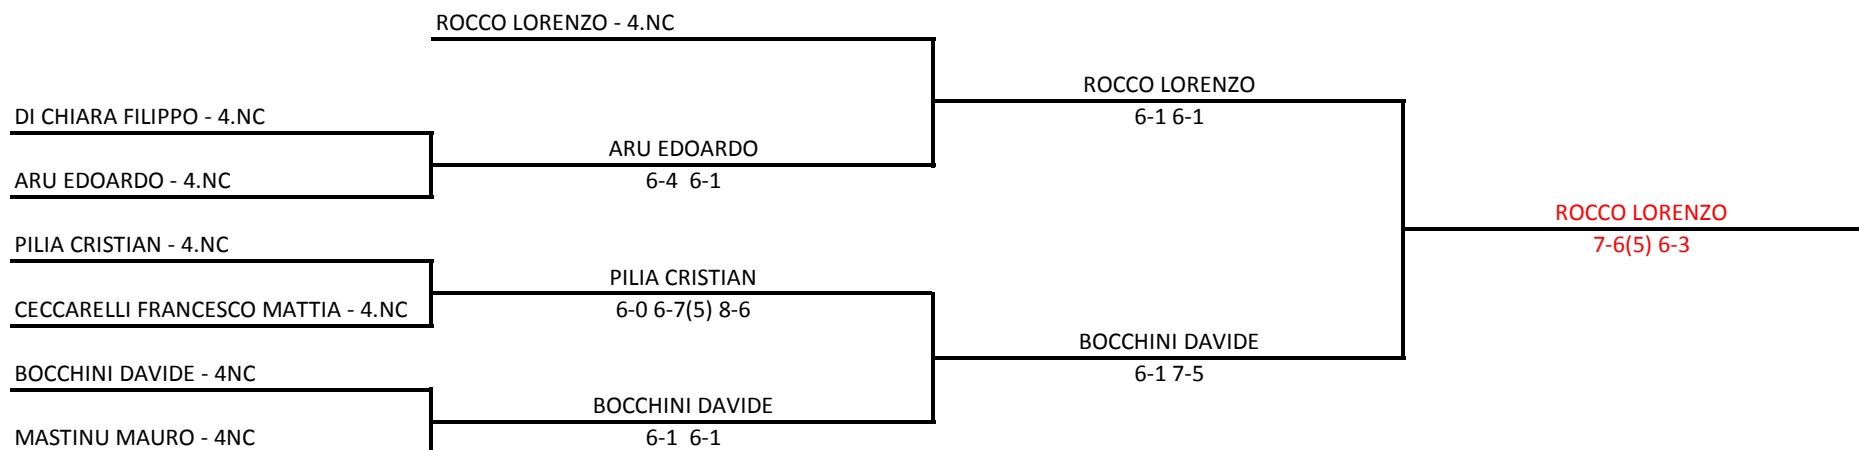 ROCCO LORENZO - 4.NC
ROCCO LORENZO
6-1 6-1
DI CHIARA FILIPPO - 4.NC
ARU EDOARDO
6-4  6-1
ARU EDOARDO - 4.NC
ROCCO LORENZO
7-6(5) 6-3
PILIA CRISTIAN - 4.NC
PILIA CRISTIAN
6-0 6-7(5) 8-6
CECCARELLI FRANCESCO MATTIA - 4.NC
BOCCHINI DAVIDE
6-1 7-5
BOCCHINI DAVIDE - 4NC
BOCCHINI DAVIDE
6-1  6-1
MASTINU MAURO - 4NC